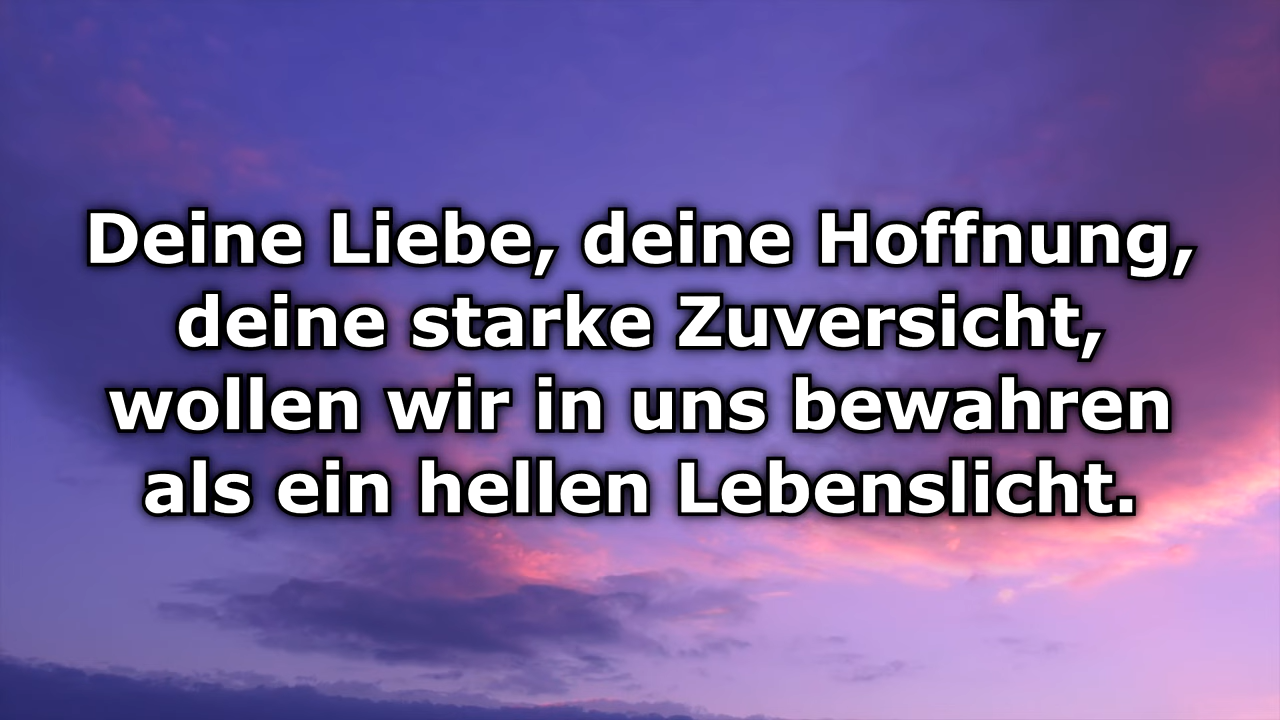 Deine Liebe, deine Hoffnung,
deine starke Zuversicht,
wollen wir in uns bewahren
als ein hellen Lebenslicht.